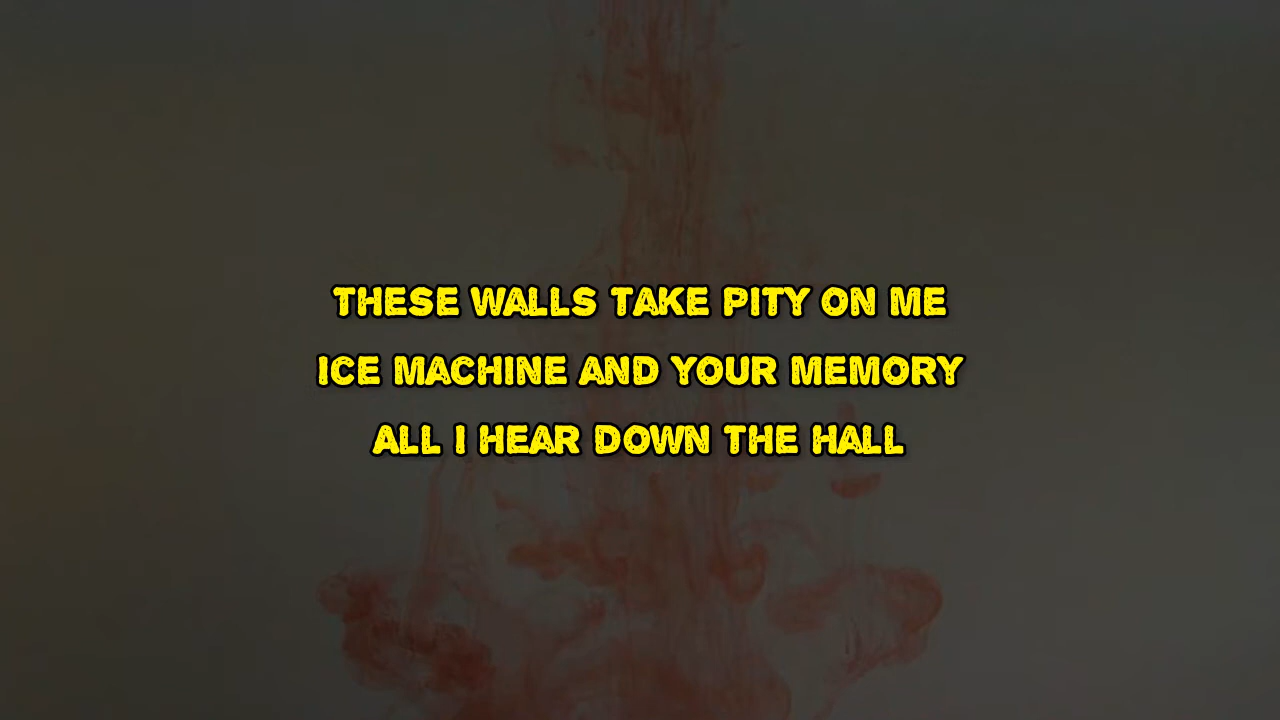 THESE WALLS TAKE PITY ON ME
ICE MACHINE AND YOUR MEMORY
ALL I HEAR DOWN THE HALL